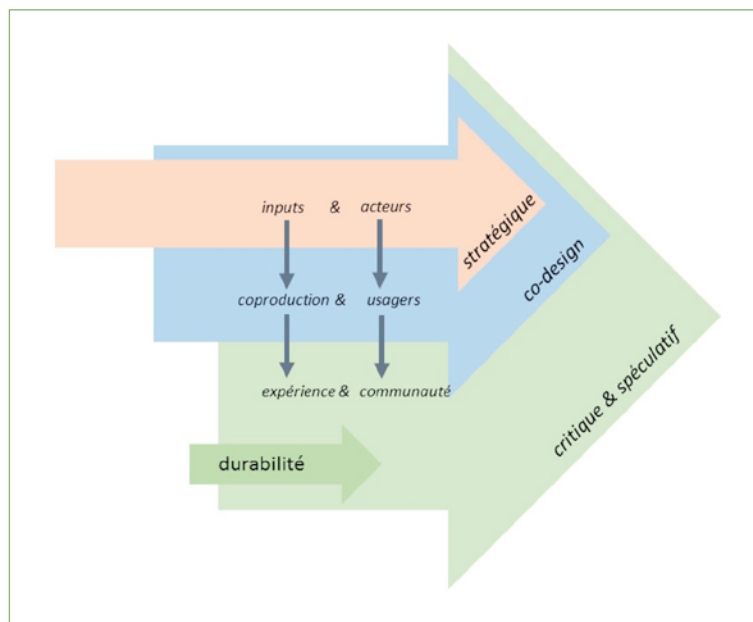 inputs & acteurs
stratégique
coproduction & usagers
co-design
expérience & communauté
critique & spéculatif
durabilité